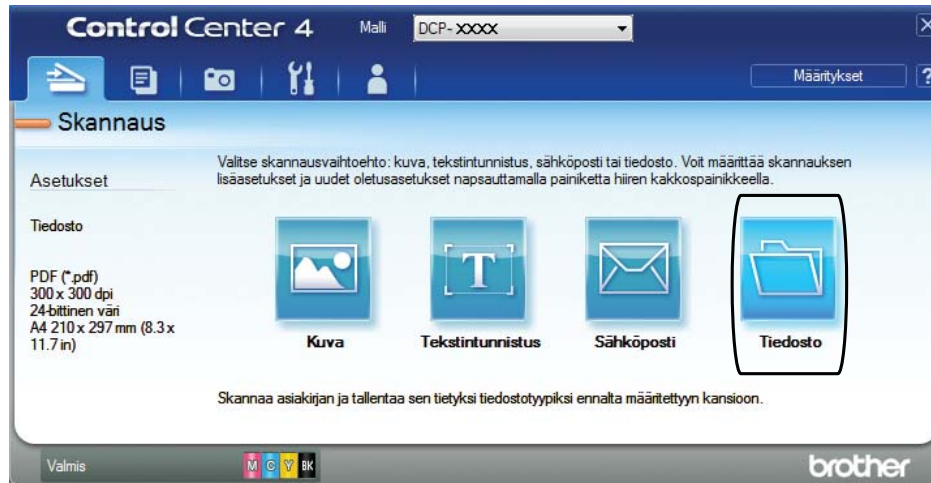 Control Center 4 Malli DCP-XXXX
Määritykset ?
Skannaus
Asetukset
Tiedosto
PDF (*.pdf)
300 x 300 dpi
24-bittinen väri
A4 210 x 297 mm (8.3 x
11.7 in)
Valitse skannausvaihtoehto: kuva, tekstintunnistus, sähköposti tai tiedosto. Voit määrittää skannauksen
lisäasetukset ja uudet oletusasetukset napsauttamalla painiketta hiiren kakkospainikkeella.
T
Kuva Tekstintunnistus Sähköposti Tiedosto
Skannaa asiakirjan ja tallentaa sen tietyksi tiedostotyypiksi ennalta määritettyyn kansioon.
Valmis M C Y BK brother